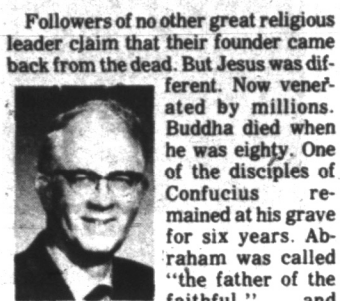 Followers of no other great religious
leader claim that their founder came
back from the dead. But Jesus was dif-
ferent. Now vener-
ated by millions.
Buddha died when
he was eighty. One
of the disciples of
Confucius re-
mained at his grave
for six years. Ab-
raham was called
"the father of the
faithful," and